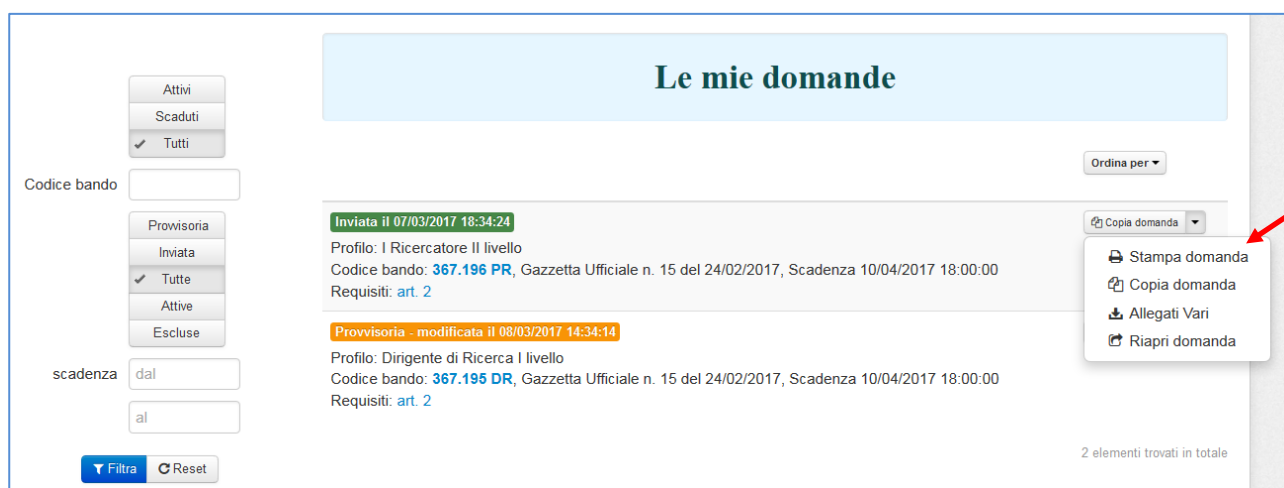 Le mie domande
Attivi
Scaduti
Tutti
Codice bando
Provvisoria
Inviata
Tutte
Attive
Escluse
scadenza
dal
al
Filtra
Reset
Ordina per
Inviata il 07/03/2017 18:34:24
Profilo: I Ricercatore II livello
Codice bando: 367.196 PR, Gazzetta Ufficiale n. 15 del 24/02/2017, Scadenza 10/04/2017 18:00:00
Requisiti: art. 2
Copia domanda
Stampa domanda
Copia domanda
Allegati Vari
Riapri domanda
Provvisoria - modificata il 08/03/2017 14:34:14
Profilo: Dirigente di Ricerca I livello
Codice bando: 367.195 DR, Gazzetta Ufficiale n. 15 del 24/02/2017, Scadenza 10/04/2017 18:00:00
Requisiti: art. 2
2 elementi trovati in totale